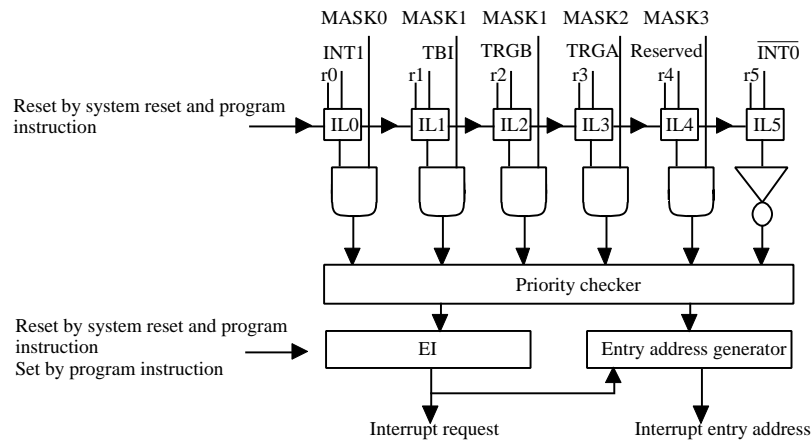 MASK0 MASK1 MASK1 MASK2 MASK3
INT1 TBI TRGB TRGA Reserved INT0
r0 r1 r2 r3 r4 r5
Reset by system reset and program
instruction
IL0 IL1 IL2 IL3 IL4 IL5
Priority checker
Reset by system reset and program
instruction
Set by program instruction
EI
Entry address generator
Interrupt request
Interrupt entry address